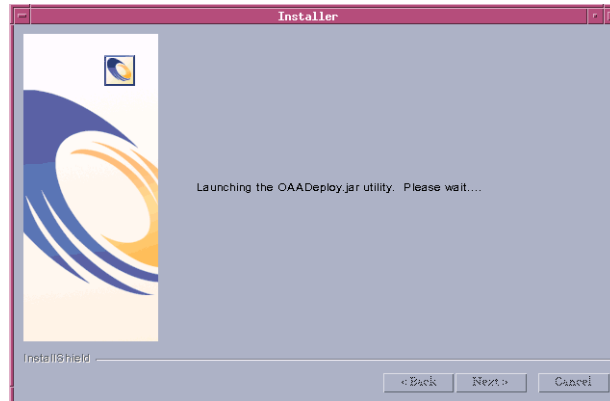 Installer
Launching the OAADeploy.jar utility. Please wait....
InstallShield
< Back
Next >
Cancel